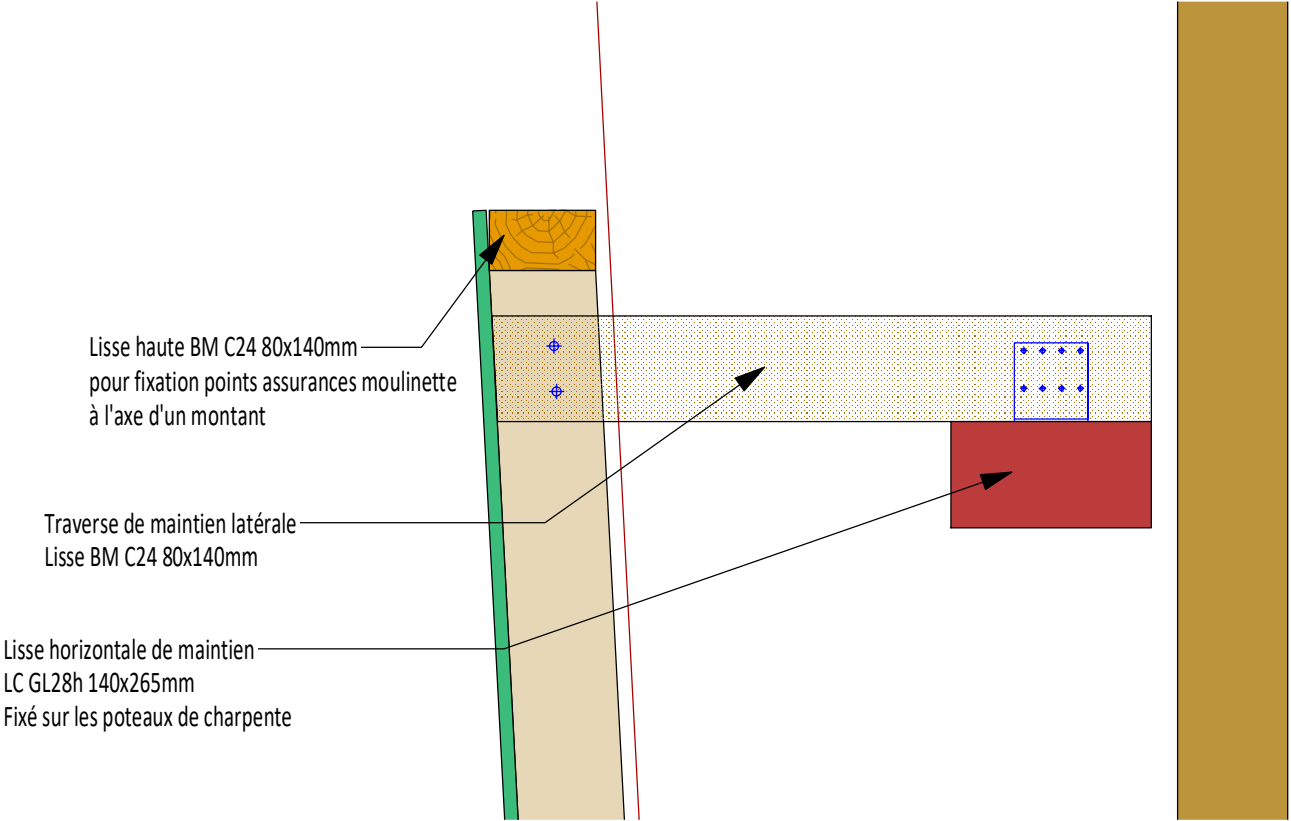 Lisse haute BM C24 80x140mm
pour fixation points assurances moulinette
à l'axe d'un montant
Traverse de maintien latérale
Lisse BM C24 80x140mm
Lisse horizontale de maintien
LC GL28h 140x265mm
Fixé sur les poteaux de charpente